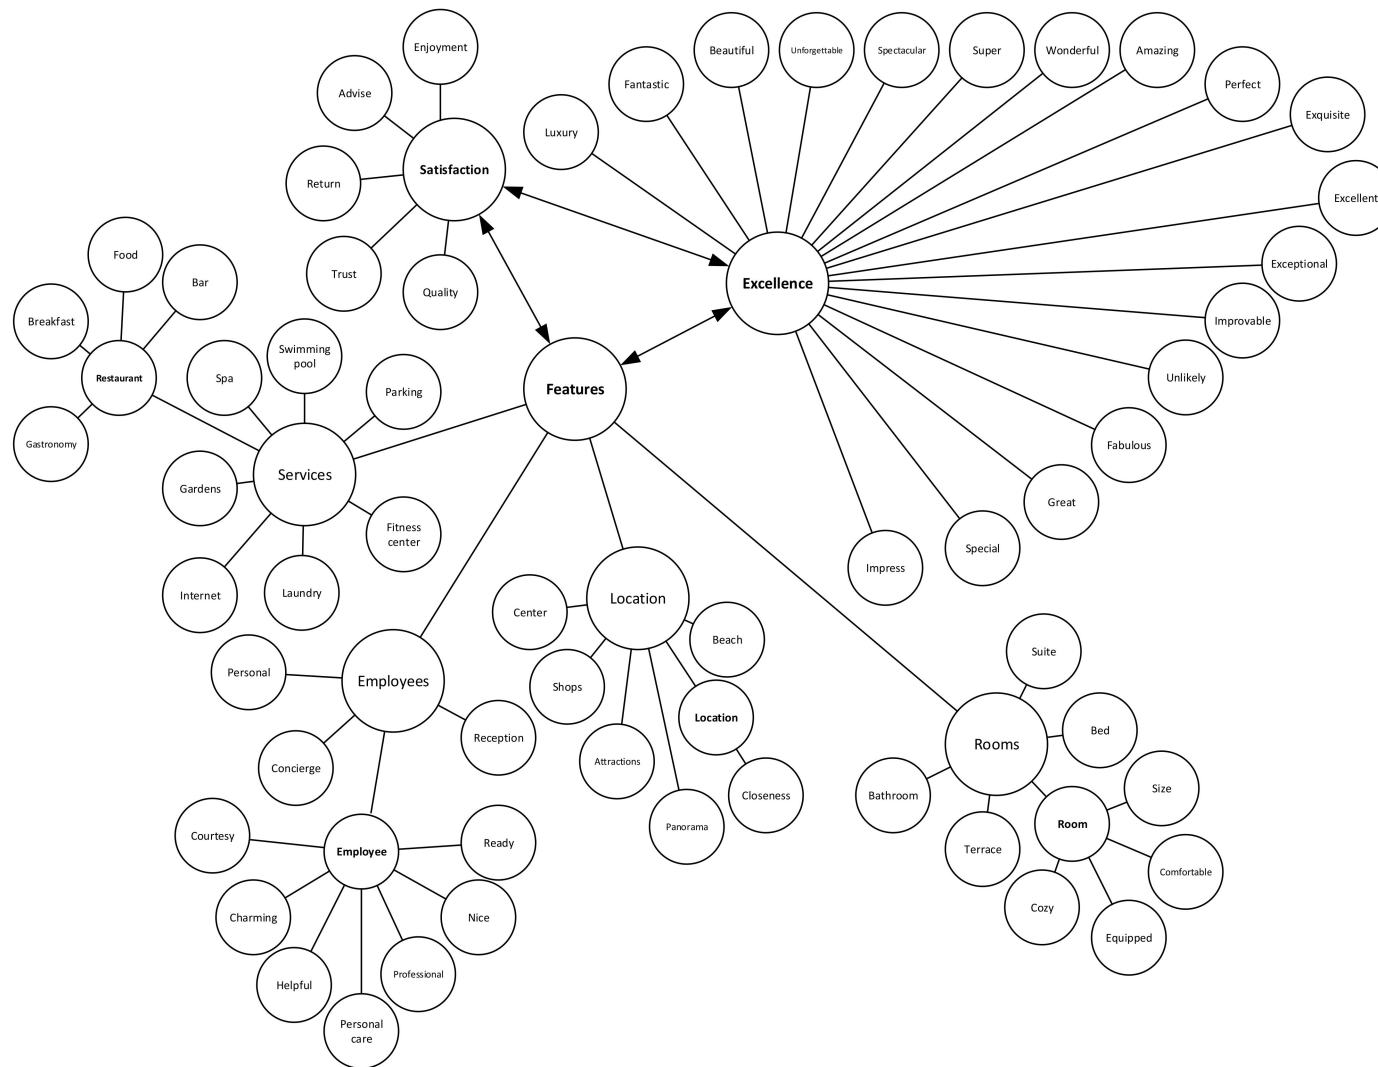 Enjoyment
Advise
Satisfaction
Return
Trust
Quality
Luxury
Fantastic
Beautiful
Unforgettable
Spectacular
Super
Wonderful
Amazing
Perfect
Exquisite
Excellent
Exceptional
Improvable
Unlikely
Fabulous
Great
Special
Impress
Excellence
Features
Food
Bar
Breakfast
Restaurant
Gastronomy
Swimming
pool
Spa
Parking
Services
Gardens
Fitness
center
Internet
Laundry
Personal
Employees
Reception
Concierge
Courtesy
Employee
Ready
Charming
Nice
Helpful
Professional
Personal
care
Location
Center
Beach
Shops
Location
Attractions
Closeness
Panorama
Suite
Rooms
Bed
Bathroom
Size
Room
Terrace
Comfortable
Cozy
Equipped